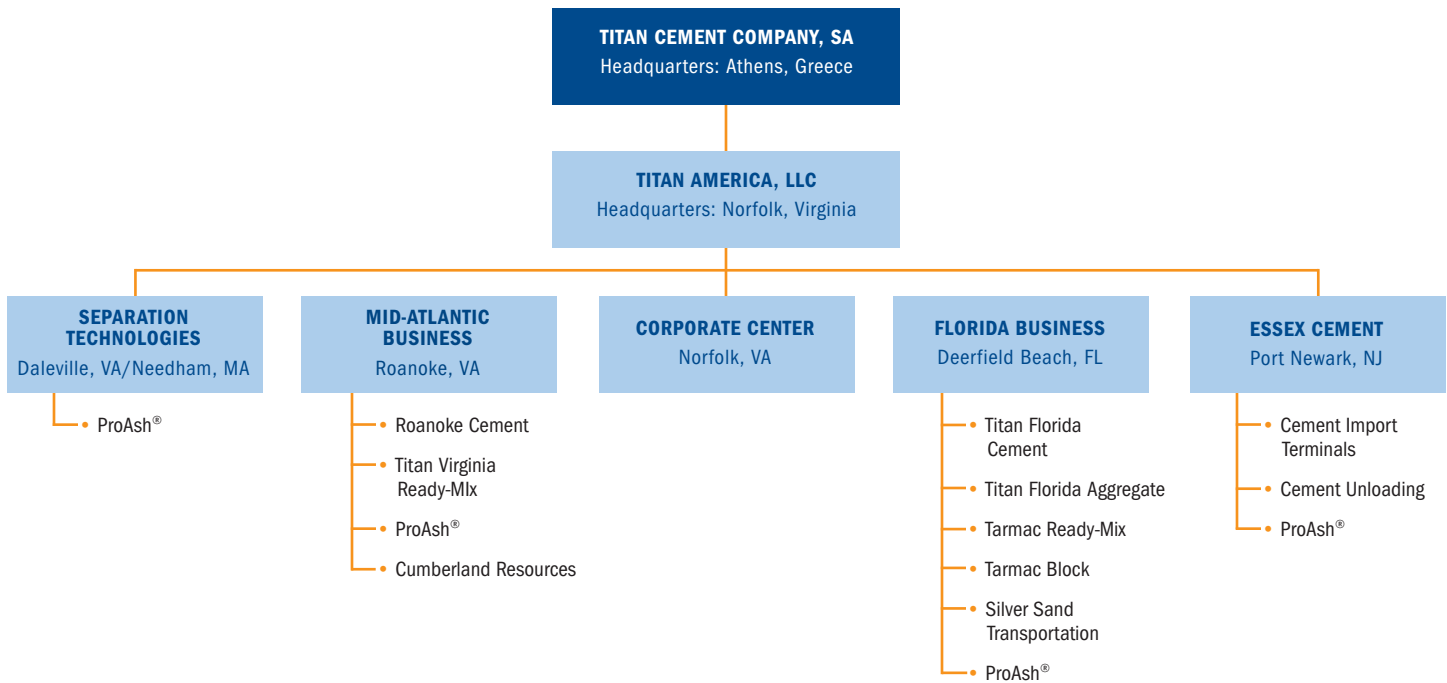 TITAN CEMENT COMPANY, SA
Headquarters: Athens, Greece
TITAN AMERICA, LLC
Headquarters: Norfolk, Virginia
SEPARATION
TECHNOLOGIES
Daleville, VA/Needham, MA
• ProAsh®
MID-ATLANTIC
BUSINESS
Roanoke, VA
• Roanoke Cement
• Titan Virginia
Ready-MIx
• ProAsh®
• Cumberland Resources
CORPORATE CENTER
Norfolk, VA
FLORIDA BUSINESS
Deerfield Beach, FL
• Titan Florida
Cement
• Titan Florida Aggregate
• Tarmac Ready-Mix
• Tarmac Block
• Silver Sand
Transportation
• ProAsh®
ESSEX CEMENT
Port Newark, NJ
• Cement Import
Terminals
• Cement Unloading
• ProAsh®